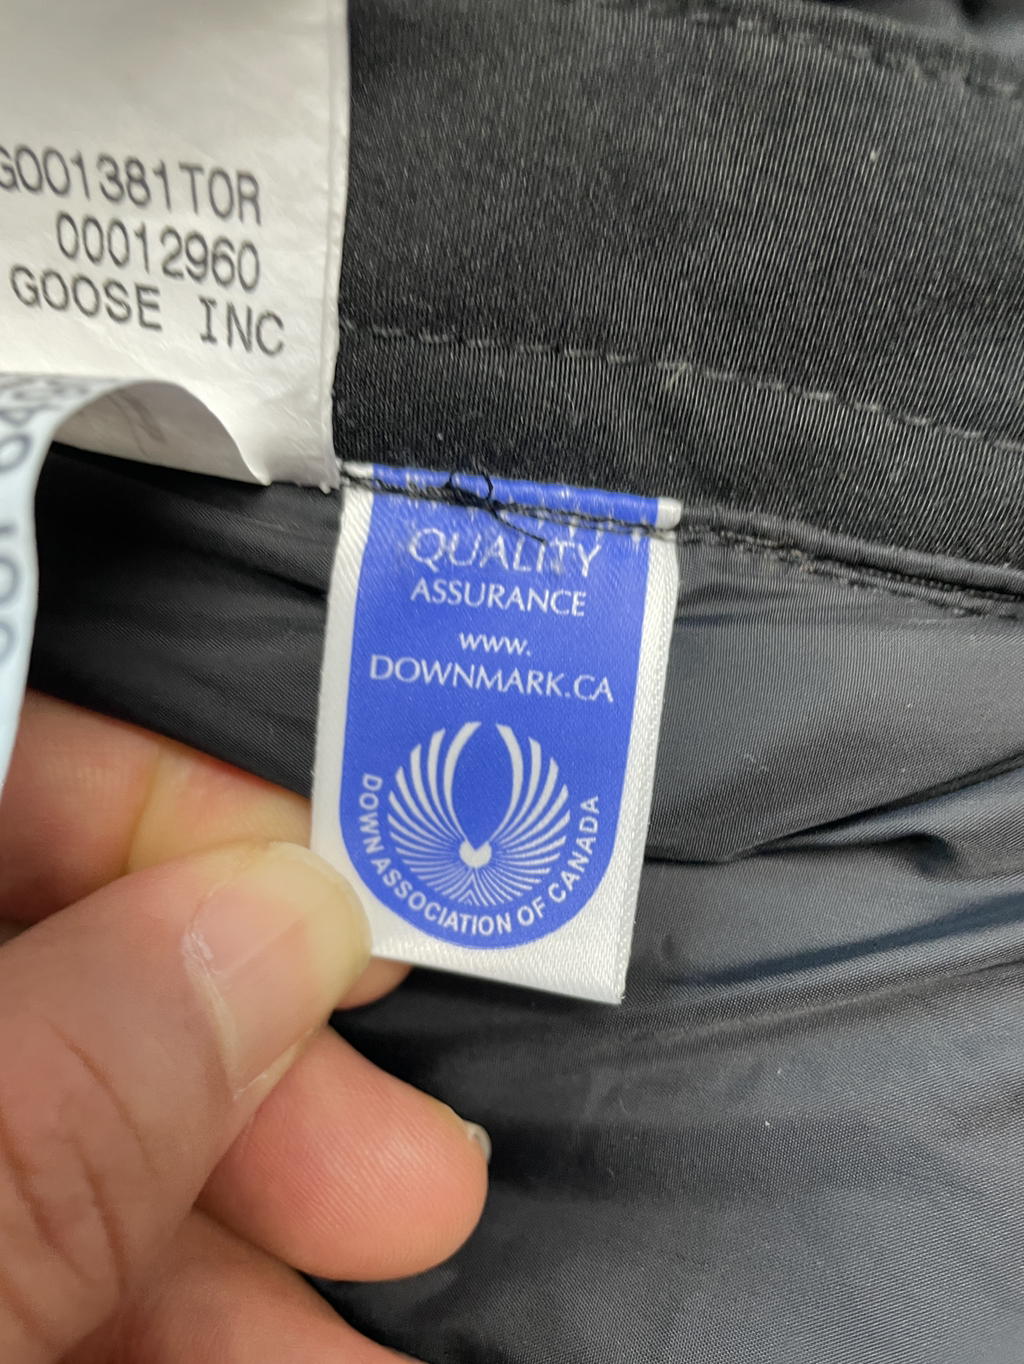 G001381TOR
00012960
GOOSE INC
QUALITY
ASSURANCE
www.
DOWNMARK.CA
DOWN ASSOCIATION OF CANADA